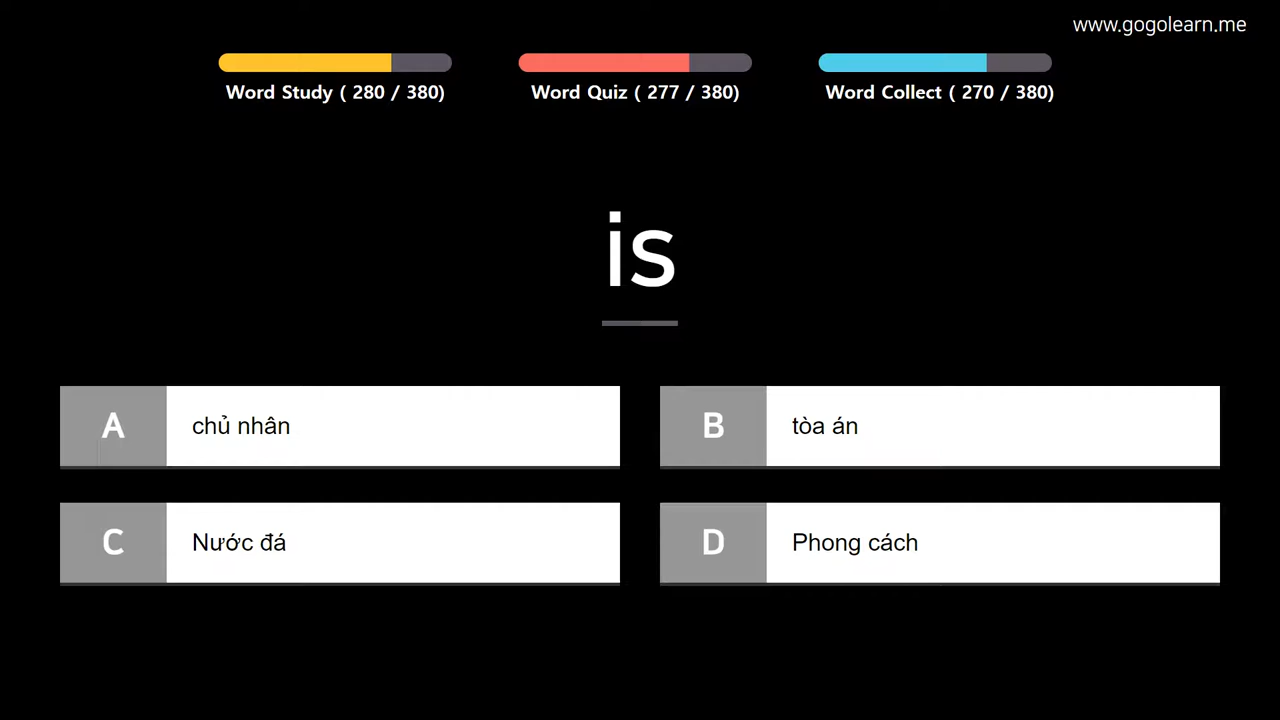 www.gogolearn.me
Word Study ( 280 / 380)
Word Quiz ( 277 / 380)
Word Collect ( 270 / 380)
is
A
chủ nhân
B
tòa án
C
Nước đá
D
Phong cách